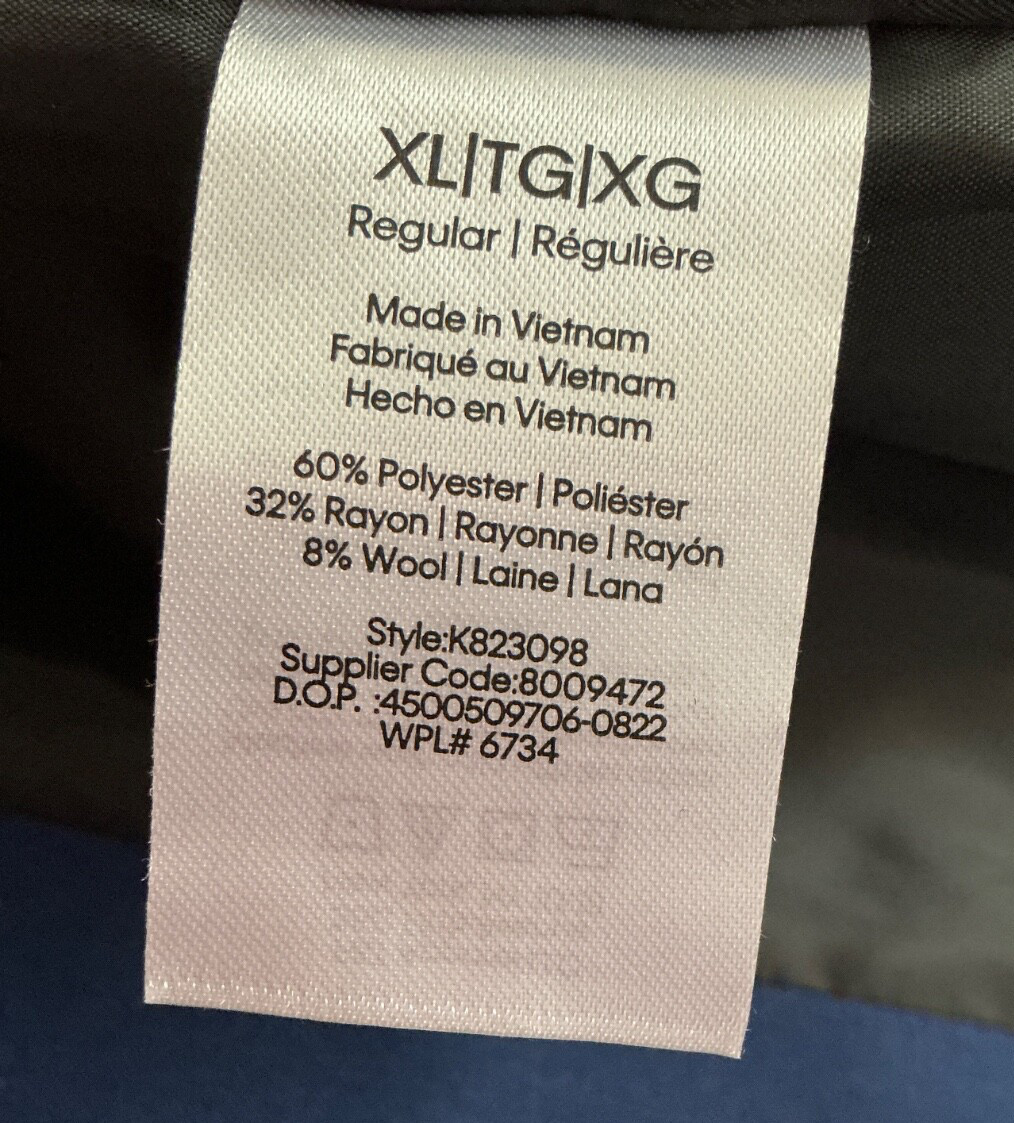 XL|TG|XG
Regular | Régulière
Made in Vietnam
Fabriqué au Vietnam
Hecho en Vietnam
60% Polyester | Poliéster
32% Rayon | Rayonne | Rayón
8% Wool | Laine | Lana
Style:K823098
Supplier Code:8009472
D.O.P. :4500509706-0822
WPL# 6734